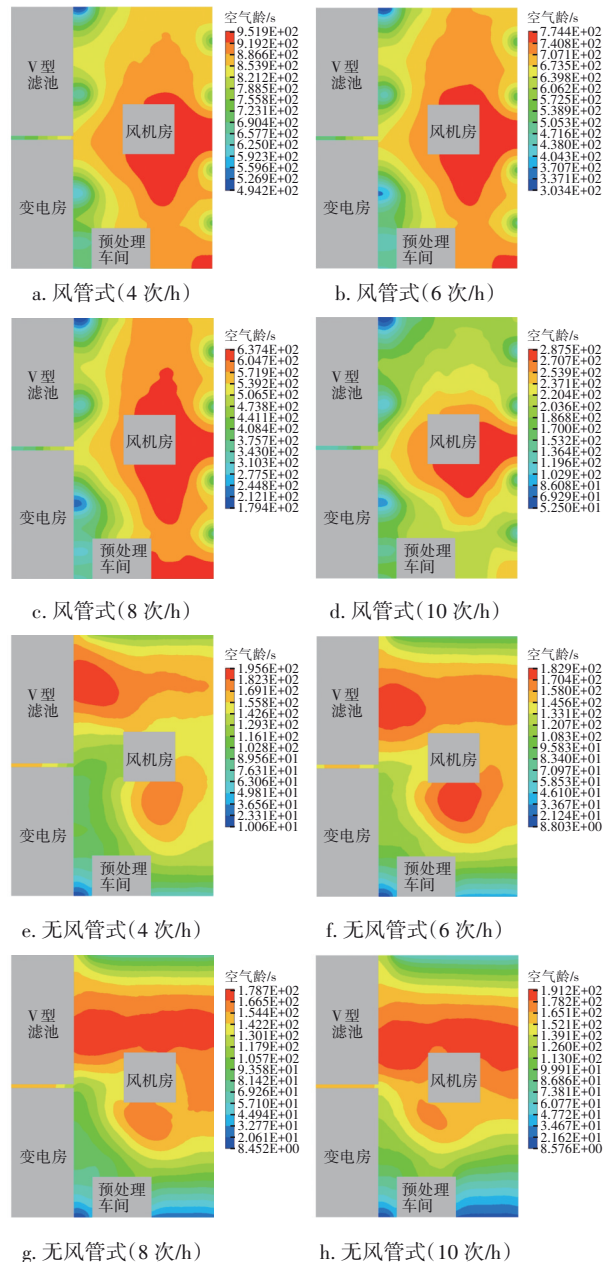 空气龄/s
9.519E+02
9.192E+02
8.866E+02
8.539E+02
8.212E+02
7.885E+02
7.558E+02
7.231E+02
6.904E+02
6.577E+02
6.250E+02
5.923E+02
5.596E+02
5.269E+02
4.942E+02
V型
滤池
风机房
变电房
预处理
车间
a. 风管式(4 次/h)
空气龄/s
7.744E+02
7.408E+02
7.071E+02
6.735E+02
6.398E+02
6.062E+02
5.725E+02
5.389E+02
5.053E+02
4.716E+02
4.380E+02
4.043E+02
3.707E+02
3.371E+02
3.034E+02
V型
滤池
风机房
变电房
预处理
车间
b. 风管式(6 次/h)
空气龄/s
6.374E+02
6.047E+02
5.719E+02
5.392E+02
5.065E+02
4.738E+02
4.411E+02
4.084E+02
3.757E+02
3.430E+02
3.103E+02
2.775E+02
2.448E+02
2.121E+02
1.794E+02
V型
滤池
风机房
变电房
预处理
车间
c. 风管式(8 次/h)
空气龄/s
2.875E+02
2.707E+02
2.539E+02
2.371E+02
2.204E+02
2.036E+02
1.868E+02
1.700E+02
1.532E+02
1.364E+02
1.196E+02
1.029E+02
8.608E+01
6.929E+01
5.250E+01
V型
滤池
风机房
变电房
预处理
车间
d. 风管式(10 次/h)
空气龄/s
1.956E+02
1.823E+02
1.691E+02
1.558E+02
1.426E+02
1.293E+02
1.161E+02
1.028E+02
8.956E+01
7.631E+01
6.306E+01
4.981E+01
3.656E+01
2.331E+01
1.006E+01
V型
滤池
风机房
变电房
预处理
车间
e. 无风管式(4 次/h)
空气龄/s
1.829E+02
1.704E+02
1.580E+02
1.456E+02
1.331E+02
1.207E+02
1.083E+02
9.583E+01
8.340E+01
7.097E+01
5.853E+01
4.610E+01
3.367E+01
2.124E+01
8.803E+00
V型
滤池
风机房
变电房
预处理
车间
f. 无风管式(6 次/h)
空气龄/s
1.787E+02
1.665E+02
1.544E+02
1.422E+02
1.301E+02
1.179E+02
1.057E+02
9.358E+01
8.142E+01
6.926E+01
5.710E+01
4.494E+01
3.277E+01
2.061E+01
8.452E+00
V型
滤池
风机房
变电房
预处理
车间
g. 无风管式(8 次/h)
空气龄/s
1.912E+02
1.782E+02
1.651E+02
1.521E+02
1.391E+02
1.260E+02
1.130E+02
9.991E+01
8.686E+01
7.381E+01
6.077E+01
4.772E+01
3.467E+01
2.162E+01
8.576E+00
V型
滤池
风机房
变电房
预处理
车间
h. 无风管式(10 次/h)